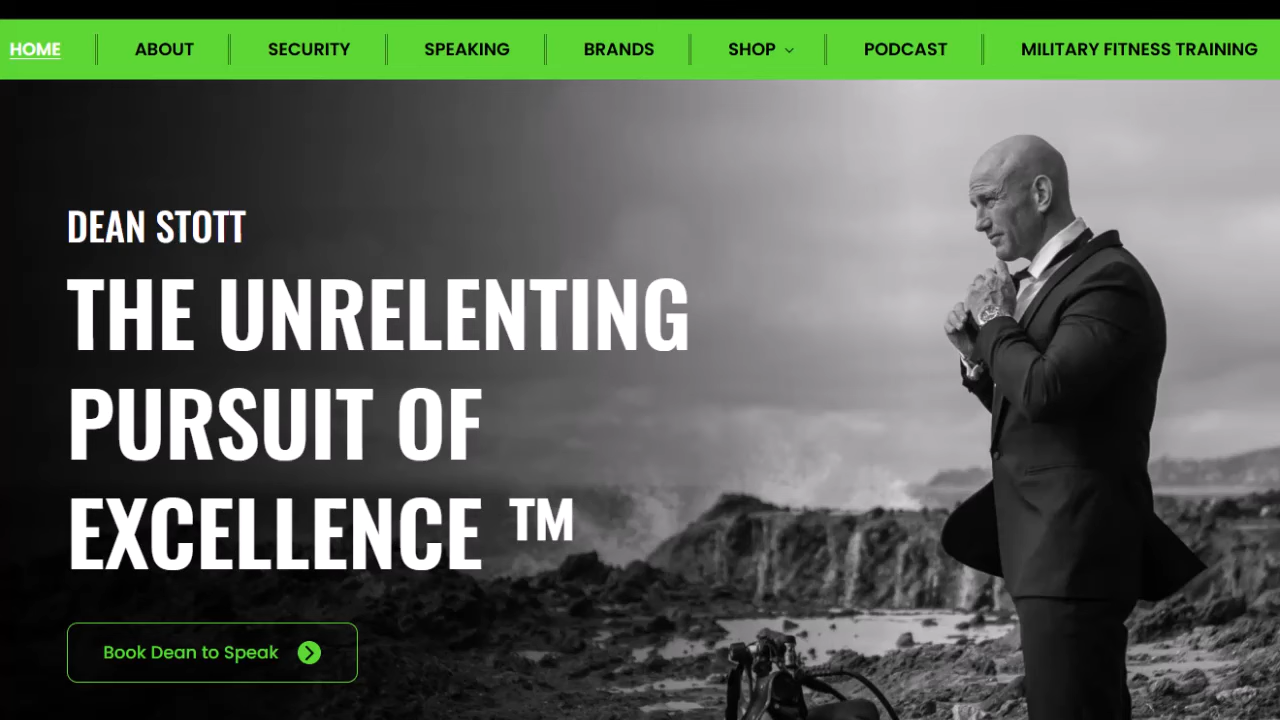 HOME ABOUT SECURITY SPEAKING BRANDS SHOP PODCAST MILITARY FITNESS TRAINING
DEAN STOTT
THE UNRELENTING
PURSUIT OF
EXCELLENCE ™
Book Dean to Speak